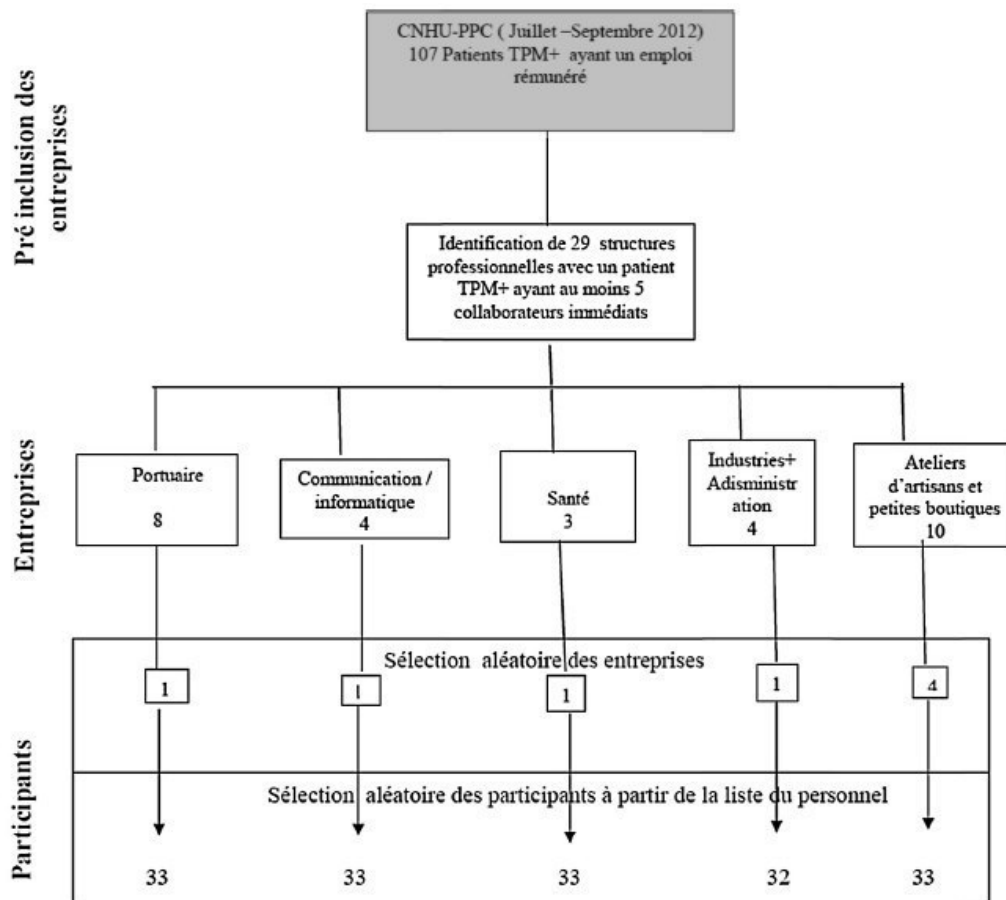 CNHU-PPC ( Juillet –Septembre 2012)
107 Patients TPM+ ayant un emploi
rémunéré
Pré inclusion des
entreprises
Identification de 29 structures
professionnelles avec un patient
TPM+ ayant au moins 5
collaborateurs immédiats
Entreprises
Portuaire
8
Communication /
informatique
4
Santé
3
Industries+
Adisministr
ation
4
Ateliers
d'artisans et
petites boutiques
10
Participants
Sélection aléatoire des entreprises
1
1
1
1
4
Sélection aléatoire des participants à partir de la liste du personnel
33
33
33
32
33